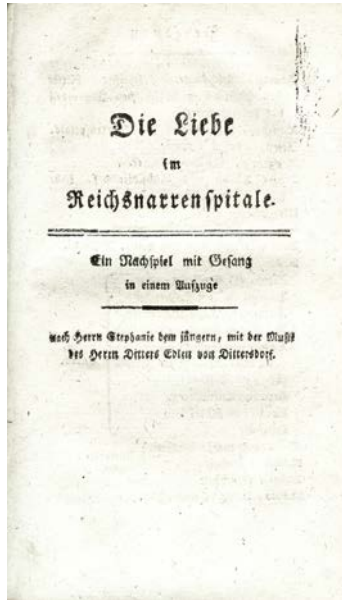 Die Liebe
im
Reichsnarrenspitale.
Ein Nachspiel mit Gesang
in einem Aufzuge
nach Herrn Stephanie dem jüngern, mit der Musik
des Herrn Ditters Edlen von Dittersdorf.